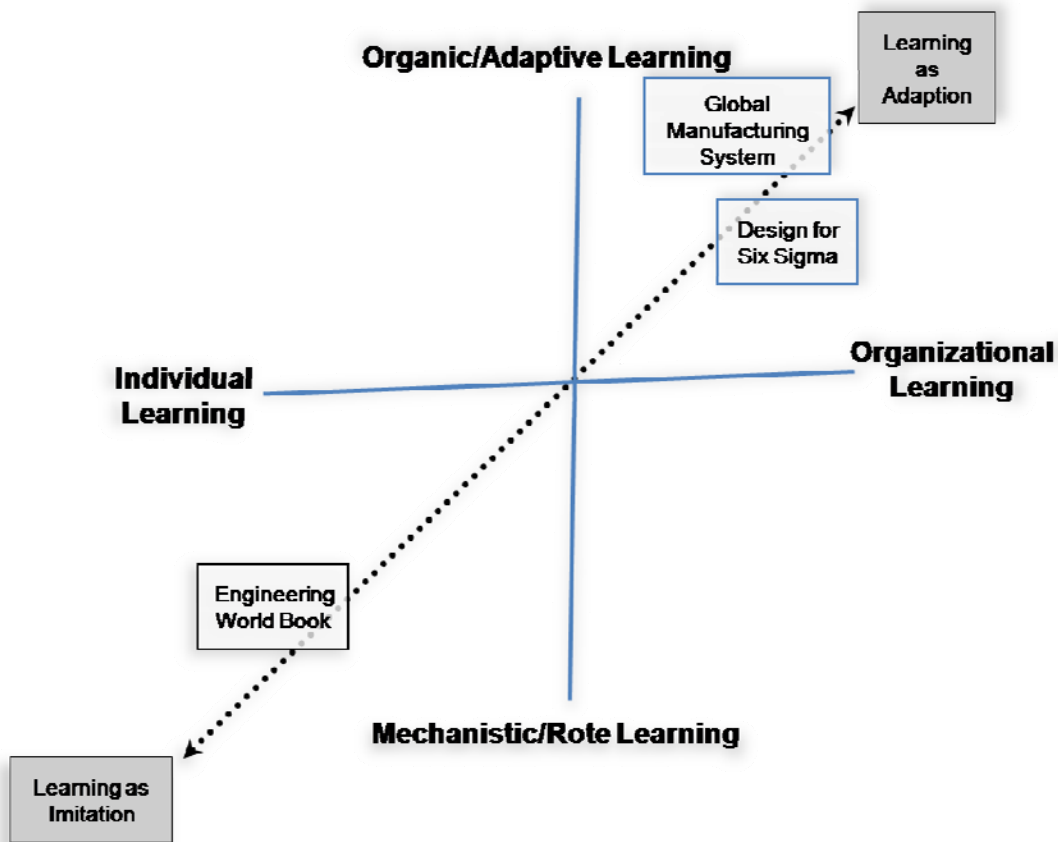 Organic/Adaptive Learning
Learning
as
Adaption
Global
Manufacturing
System
Design for
Six Sigma
Individual
Learning
Organizational
Learning
Engineering
World Book
Mechanistic/Rote Learning
Learning as
Imitation